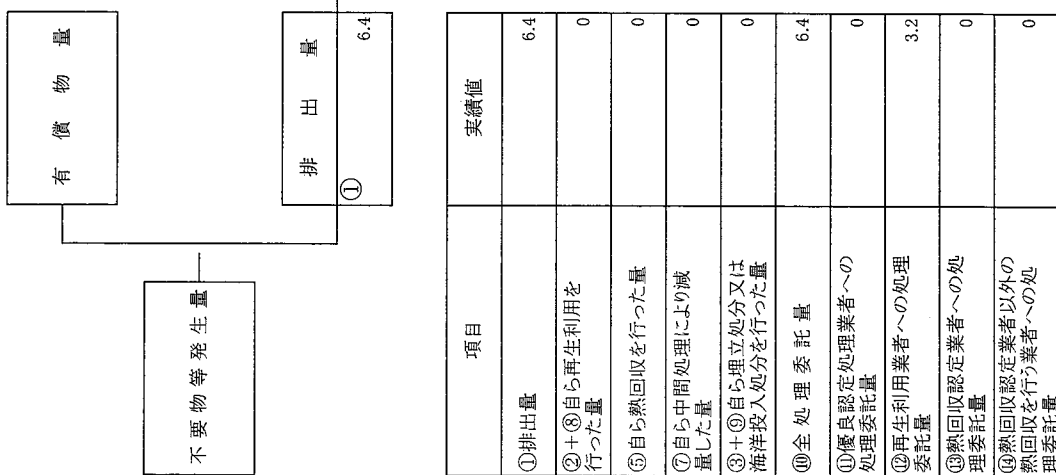 有償物量
不要物等発生量
排出量
①
6.4
項目
実績値
①排出量
6.4
②+⑧自ら再生利用を
行った量
0
⑤自ら熱回収を行った量
0
⑦自ら中間処理により減
量した量
0
③+⑨自ら埋立処分又は
海洋投入処分を行った量
0
⑩全処理委託量
6.4
⑪優良認定処理業者への
処理委託量
0
⑫再生利用業者への処理
委託量
3.2
⑬熱回収認定業者への処
理委託量
0
⑭熱回収認定業者以外の
熱回収を行う業者への処
理委託量
0